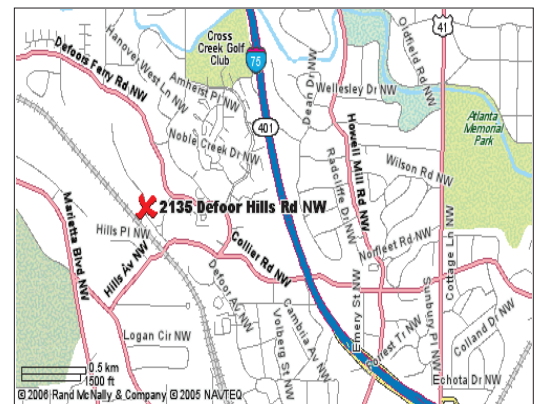 Cross
Creek Golf
Club
75
401
41
Oldfield Rd NW
Hanover West Ln NW
Defoors Ferry Rd NW
Amherst Pl NW
Dean Dr NW
Wellesley Dr NW
Atlanta
Memorial
Park
Noble Creek Dr NW
Howell Mill Rd NW
Radcliffe Dr NW
Wilson Rd NW
2135 Defoor Hills Rd NW
Marietta Blvd NW
Hills Pl NW
Hills Av NW
Collier Rd NW
Norfleet Rd NW
Cottage Ln NW
Defoor Av NW
Cambria Av NW
Volberg St NW
Emery St NW
Sunbury Pl NW
Colland Dr NW
Logan Cir NW
Forrest Tr NW
Echota Dr NW
0.5 km
1500 ft
© 2006 Rand McNally & Company © 2005 NAVTEQ